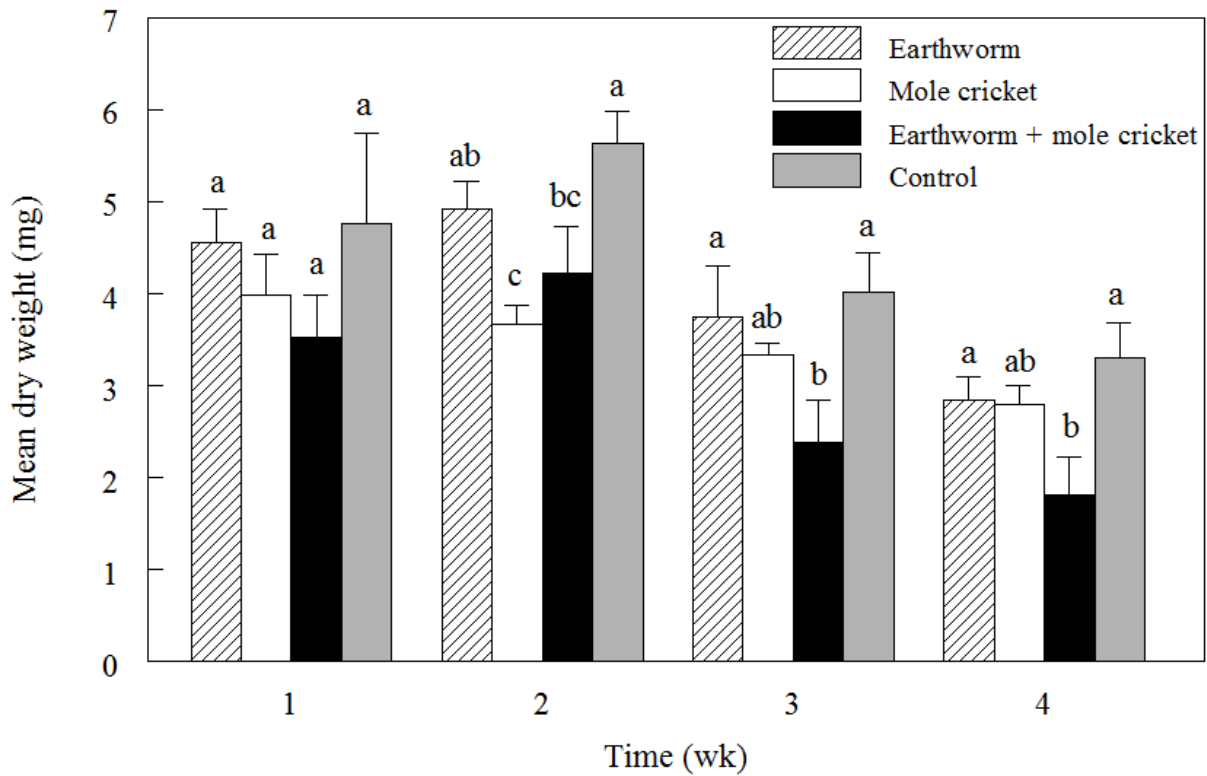 7
6
5
4
3
2
1
0
Mean dry weight (mg)
Earthworm
Mole cricket
Earthworm + mole cricket
Control
a a a a
ab c bc a
a ab b a
a ab b a
1 2 3 4
Time (wk)